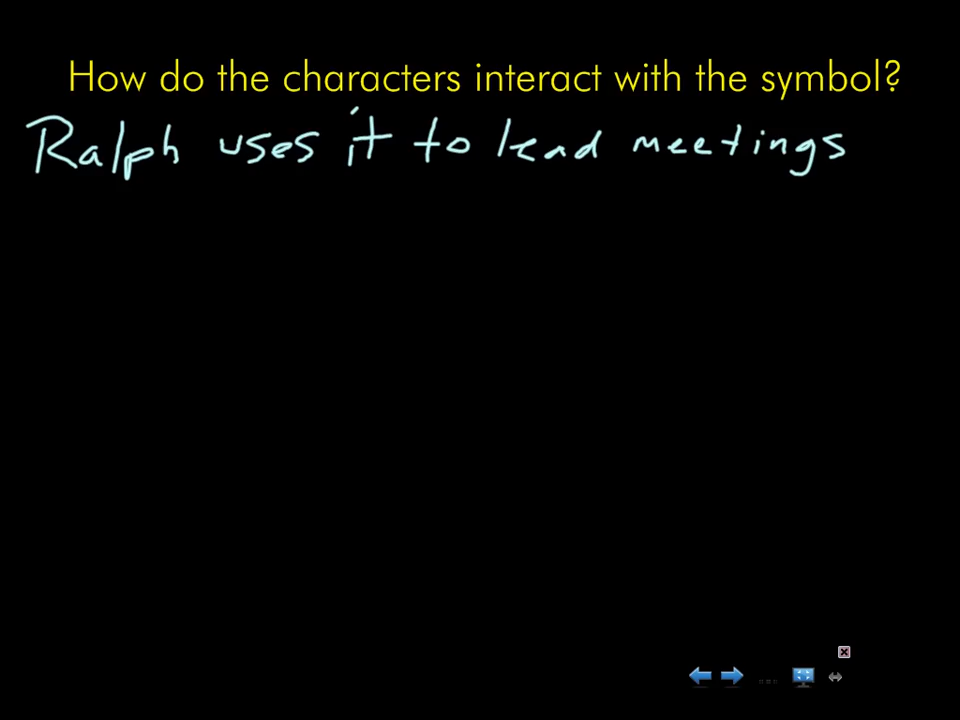 How do the characters interact with the symbol?
Ralph uses it to lead meetings